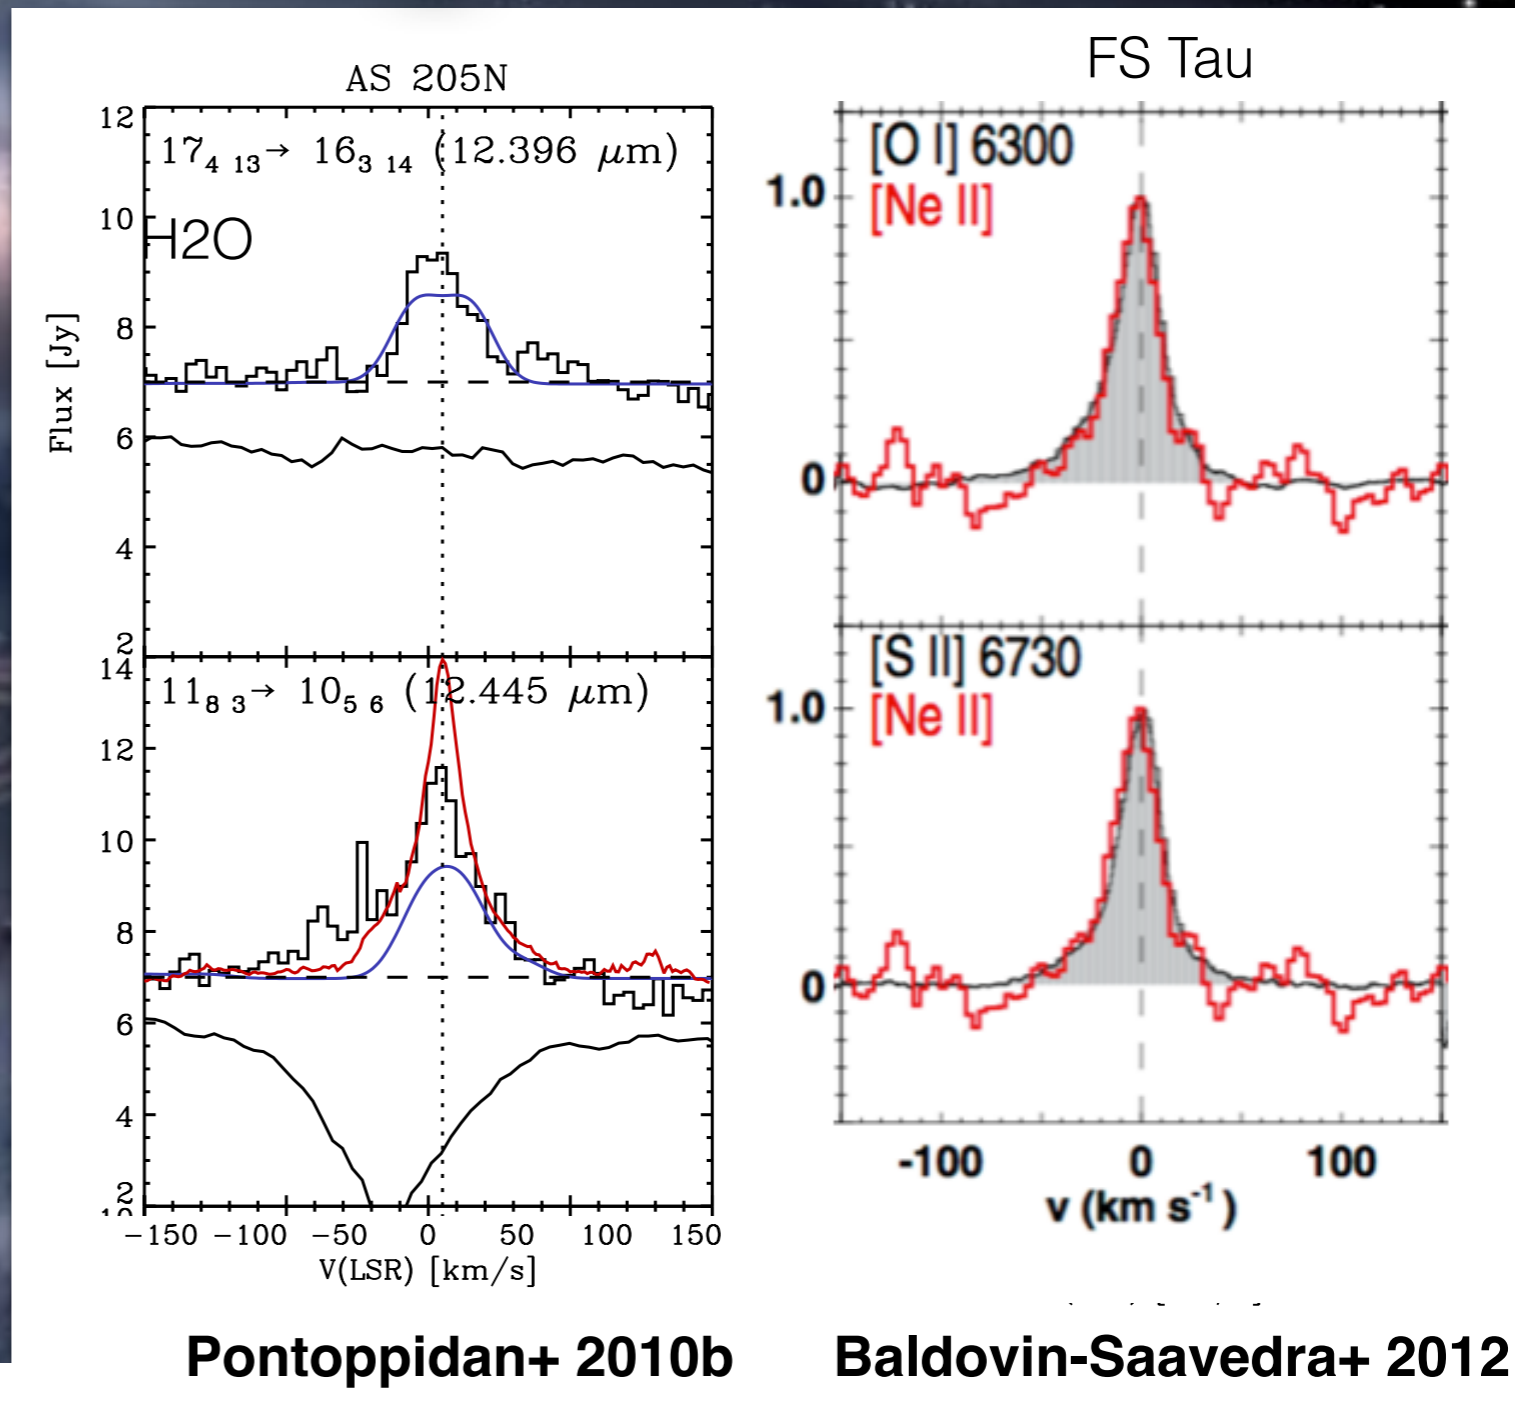 AS 205N
17₄ ₁₃→ 16₃ ₁₄ (12.396 μm)
H2O
12
10
8
6
4
2
Flux [Jy]
11₈ ₃→ 10₅ ₆ (12.445 μm)
14
12
10
8
6
4
2
-150 -100 -50 0 50 100 150
V(LSR) [km/s]
Pontoppidan+ 2010b
FS Tau
[O I] 6300
[Ne II]
1.0
0
[S II] 6730
[Ne II]
1.0
0
-100 0 100
v (km s⁻¹)
Baldovin-Saavedra+ 2012